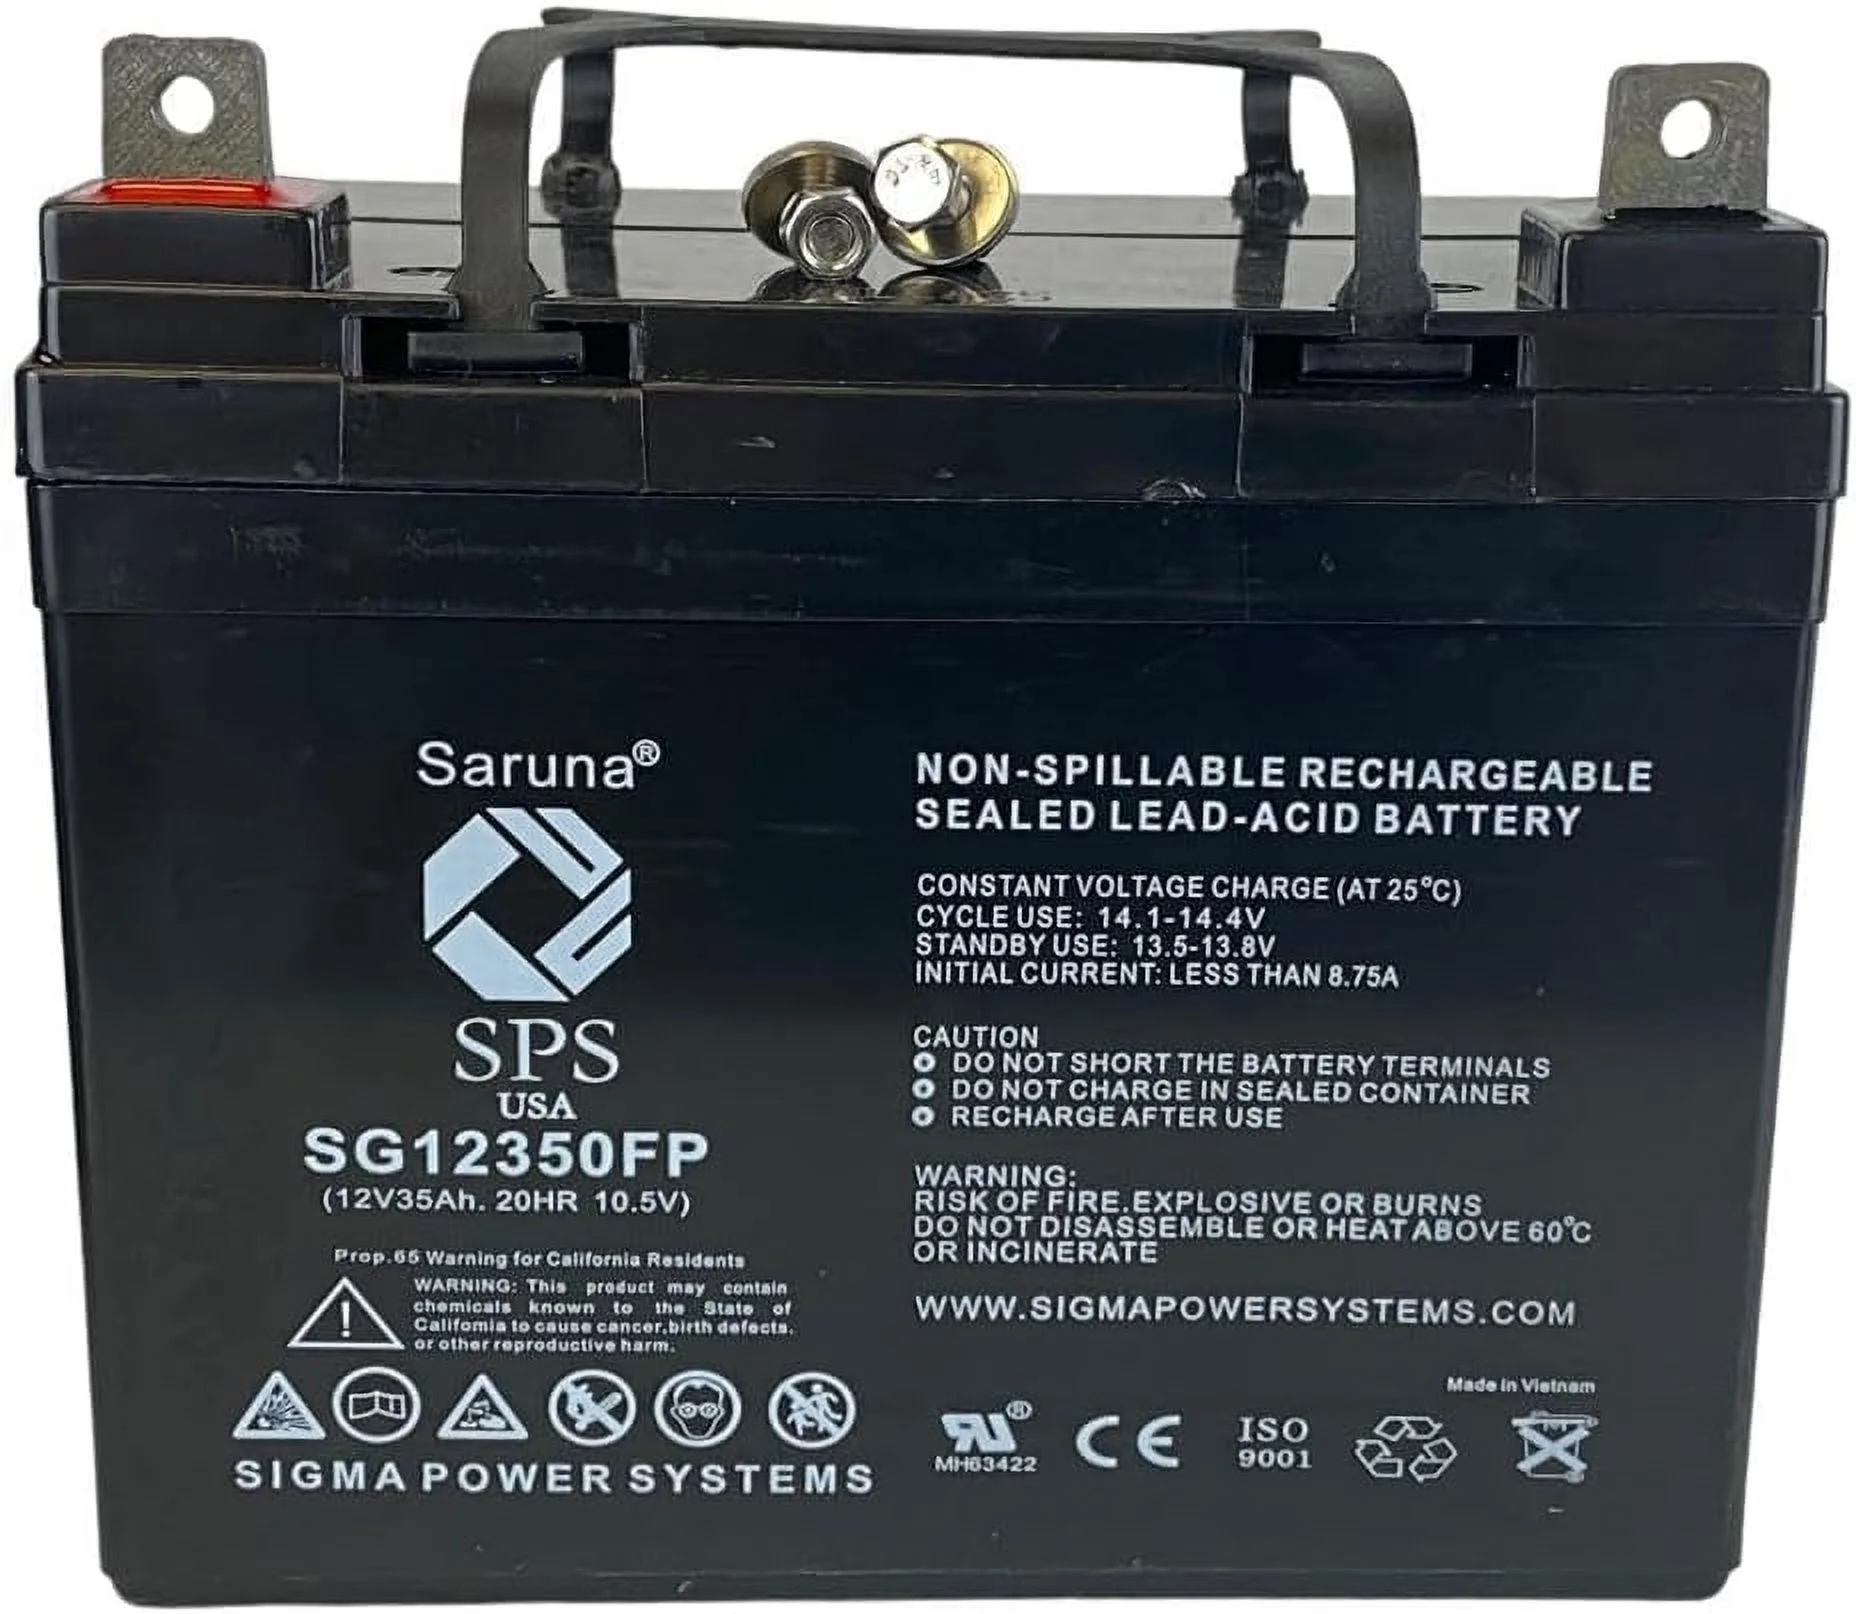 Saruna®
SPS
USA
SG12350FP
(12V35Ah. 20HR 10.5V)
Prop.65 Warning for California Residents
WARNING: This product may contain
chemicals known to the State of
California to cause cancer,birth defects.
or other reproductive harm.
SIGMA POWER SYSTEMS
NON-SPILLABLE RECHARGEABLE
SEALED LEAD-ACID BATTERY
CONSTANT VOLTAGE CHARGE (AT 25°C)
CYCLE USE: 14.1-14.4V
STANDBY USE: 13.5-13.8V
INITIAL CURRENT: LESS THAN 8.75A
CAUTION
DO NOT SHORT THE BATTERY TERMINALS
DO NOT CHARGE IN SEALED CONTAINER
RECHARGE AFTER USE
WARNING:
RISK OF FIRE.EXPLOSIVE OR BURNS
DO NOT DISASSEMBLE OR HEAT ABOVE 60°C
OR INCINERATE
WWW.SIGMAPOWERSYSTEMS.COM
Made in Vietnam
RU®
MH63422
CE
ISO
9001